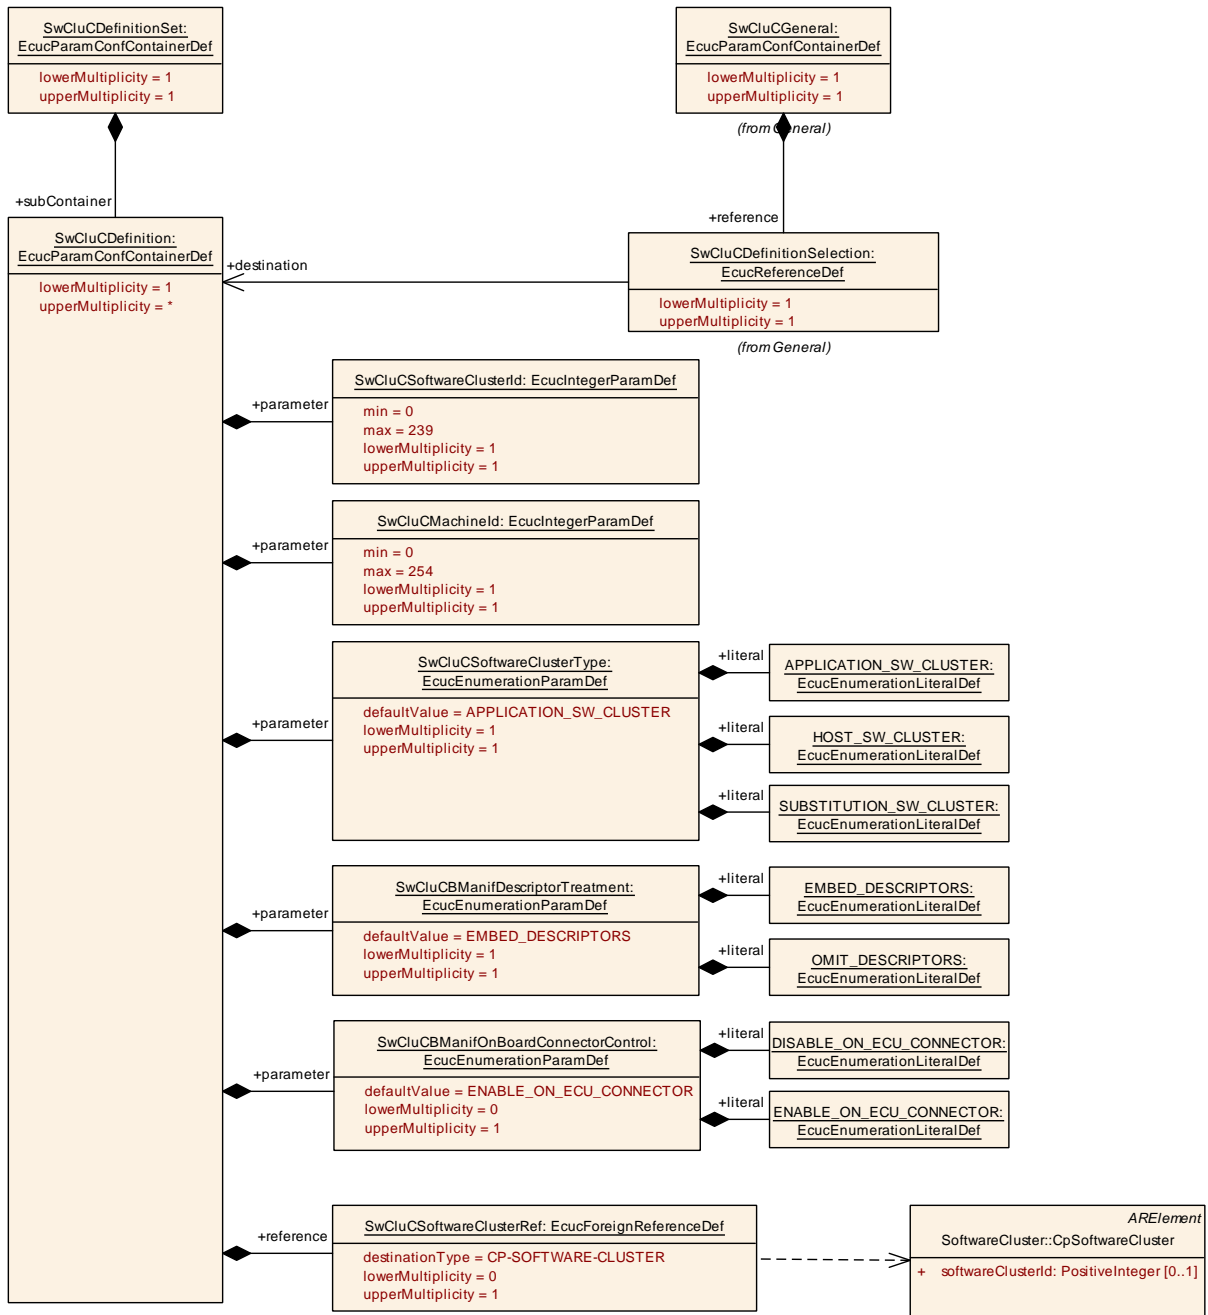 SwCluCDefinitionSet:
EcucParamConfContainerDef
lowerMultiplicity = 1
upperMultiplicity = 1
SwCluCGeneral:
EcucParamConfContainerDef
lowerMultiplicity = 1
upperMultiplicity = 1
(from General)
+subContainer
+reference
SwCluCDefinition:
EcucParamConfContainerDef
lowerMultiplicity = 1
upperMultiplicity = *
+destination
SwCluCDefinitionSelection:
EcucReferenceDef
lowerMultiplicity = 1
upperMultiplicity = 1
(from General)
+parameter
SwCluCSoftwareClusterId: EcucIntegerParamDef
min = 0
max = 239
lowerMultiplicity = 1
upperMultiplicity = 1
+parameter
SwCluCMachineId: EcucIntegerParamDef
min = 0
max = 254
lowerMultiplicity = 1
upperMultiplicity = 1
+parameter
SwCluCSoftwareClusterType:
EcucEnumerationParamDef
defaultValue = APPLICATION_SW_CLUSTER
lowerMultiplicity = 1
upperMultiplicity = 1
+literal
APPLICATION_SW_CLUSTER:
EcucEnumerationLiteralDef
+literal
HOST_SW_CLUSTER:
EcucEnumerationLiteralDef
+literal
SUBSTITUTION_SW_CLUSTER:
EcucEnumerationLiteralDef
+parameter
SwCluCBManifDescriptorTreatment:
EcucEnumerationParamDef
defaultValue = EMBED_DESCRIPTORS
lowerMultiplicity = 1
upperMultiplicity = 1
+literal
EMBED_DESCRIPTORS:
EcucEnumerationLiteralDef
+literal
OMIT_DESCRIPTORS:
EcucEnumerationLiteralDef
+parameter
SwCluCBManifOnBoardConnectorControl:
EcucEnumerationParamDef
defaultValue = ENABLE_ON_ECU_CONNECTOR
lowerMultiplicity = 0
upperMultiplicity = 1
+literal
DISABLE_ON_ECU_CONNECTOR:
EcucEnumerationLiteralDef
+literal
ENABLE_ON_ECU_CONNECTOR:
EcucEnumerationLiteralDef
+reference
SwCluCSoftwareClusterRef: EcucForeignReferenceDef
destinationType = CP-SOFTWARE-CLUSTER
lowerMultiplicity = 0
upperMultiplicity = 1
ARElement
SoftwareCluster::CpSoftwareCluster
+ softwareClusterId: PositiveInteger [0..1]